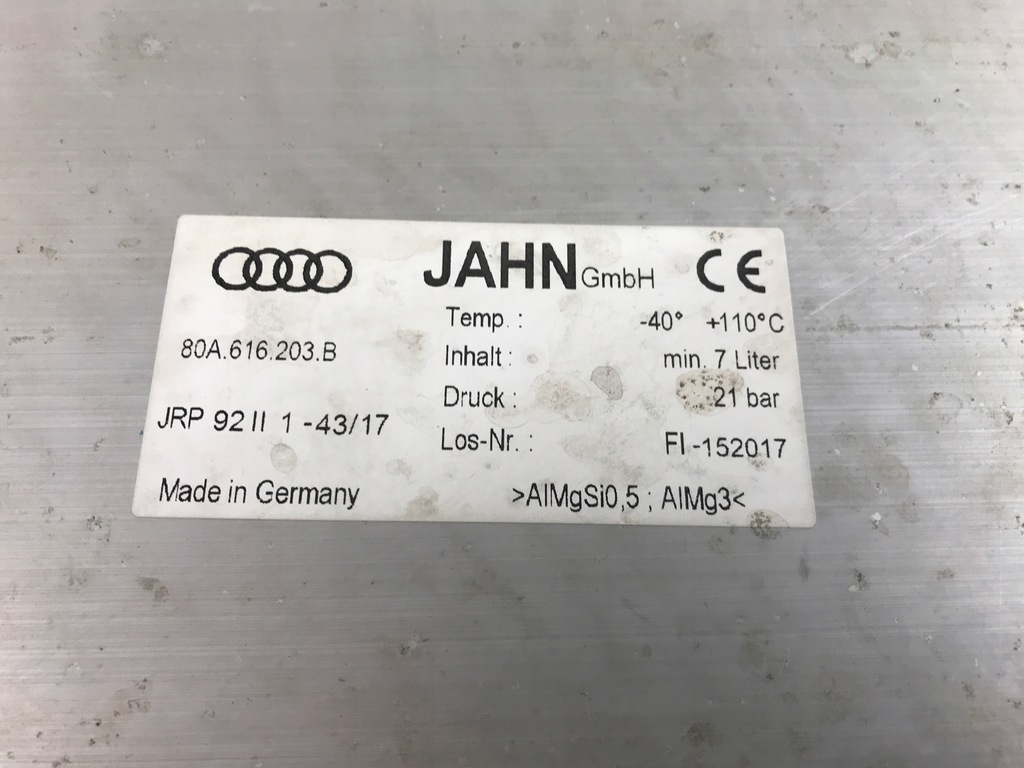 JAHN GmbH CE
Temp. : -40° +110°C
80A.616.203.B
Inhalt : min. 7 Liter
Druck : 21 bar
JRP 92 II 1 -43/17
Los-Nr. : FI-152017
Made in Germany >AlMgSi0,5 ; AlMg3<